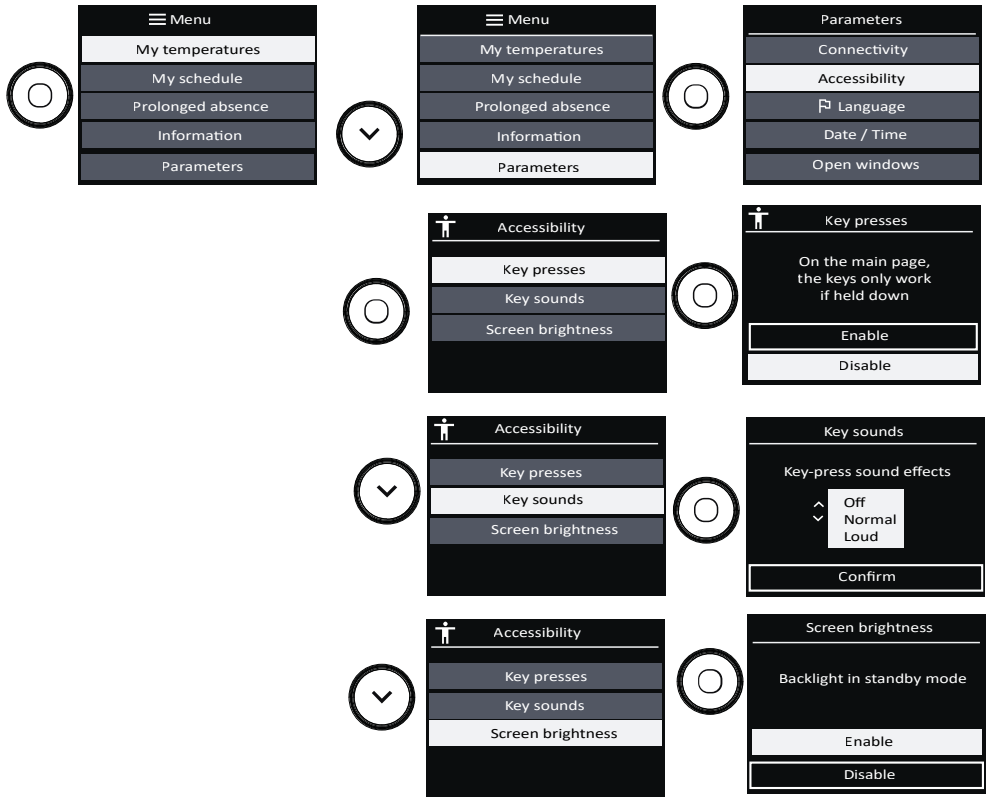 Menu
My temperatures
My schedule
Prolonged absence
Information
Parameters
Menu
My temperatures
My schedule
Prolonged absence
Information
Parameters
Parameters
Connectivity
Accessibility
Language
Date / Time
Open windows
Accessibility
Key presses
Key sounds
Screen brightness
Key presses
On the main page,
the keys only work
if held down
Enable
Disable
Accessibility
Key presses
Key sounds
Screen brightness
Key sounds
Key-press sound effects
Off
Normal
Loud
Confirm
Accessibility
Key presses
Key sounds
Screen brightness
Screen brightness
Backlight in standby mode
Enable
Disable